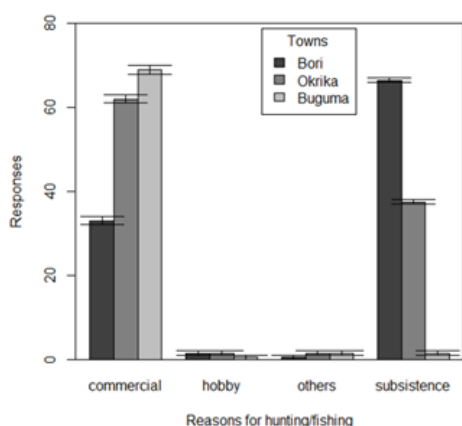 80
60
40
20
0
Responses
Towns
Bori
Okrika
Buguma
commercial hobby others subsistence
Reasons for hunting/fishing